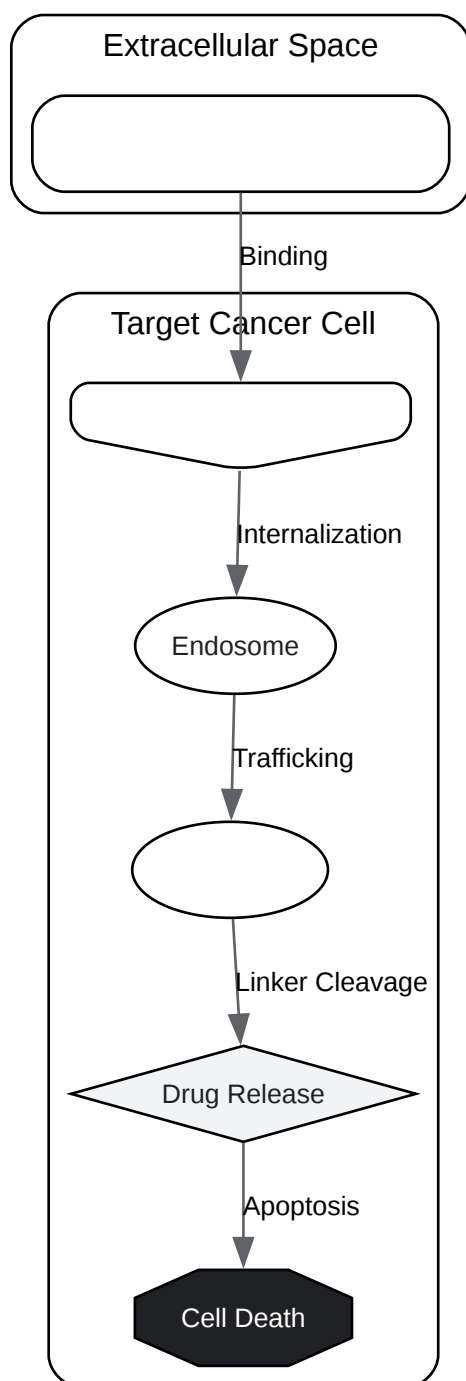 Extracellular Space
Binding
Target Cancer Cell
Internalization
Endosome
Trafficking
Linker Cleavage
Drug Release
Apoptosis
Cell Death